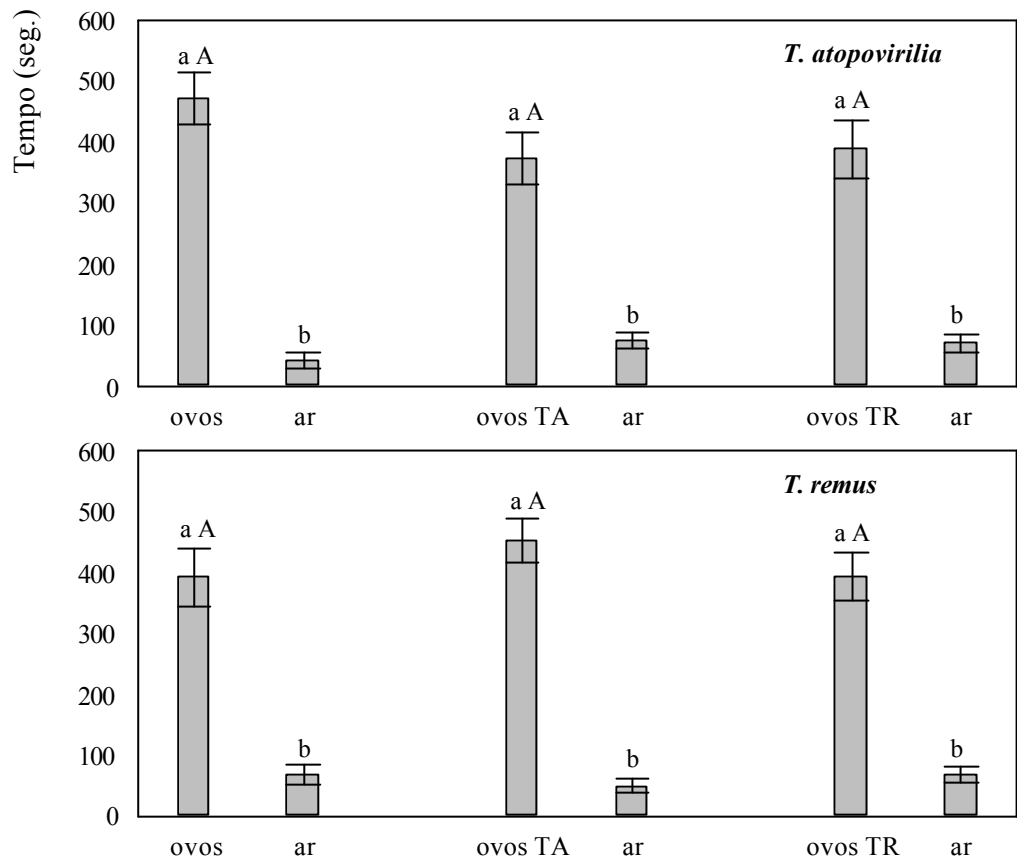 600
T. atopovirilia
a A
500
a A
a A
Tempo (seg.)
400
300
200
b
b
b
100
0
ovos ar ovos TA ar ovos TR ar
600
T. remus
a A
500
a A
a A
400
300
200
b
b
b
100
0
ovos ar ovos TA ar ovos TR ar